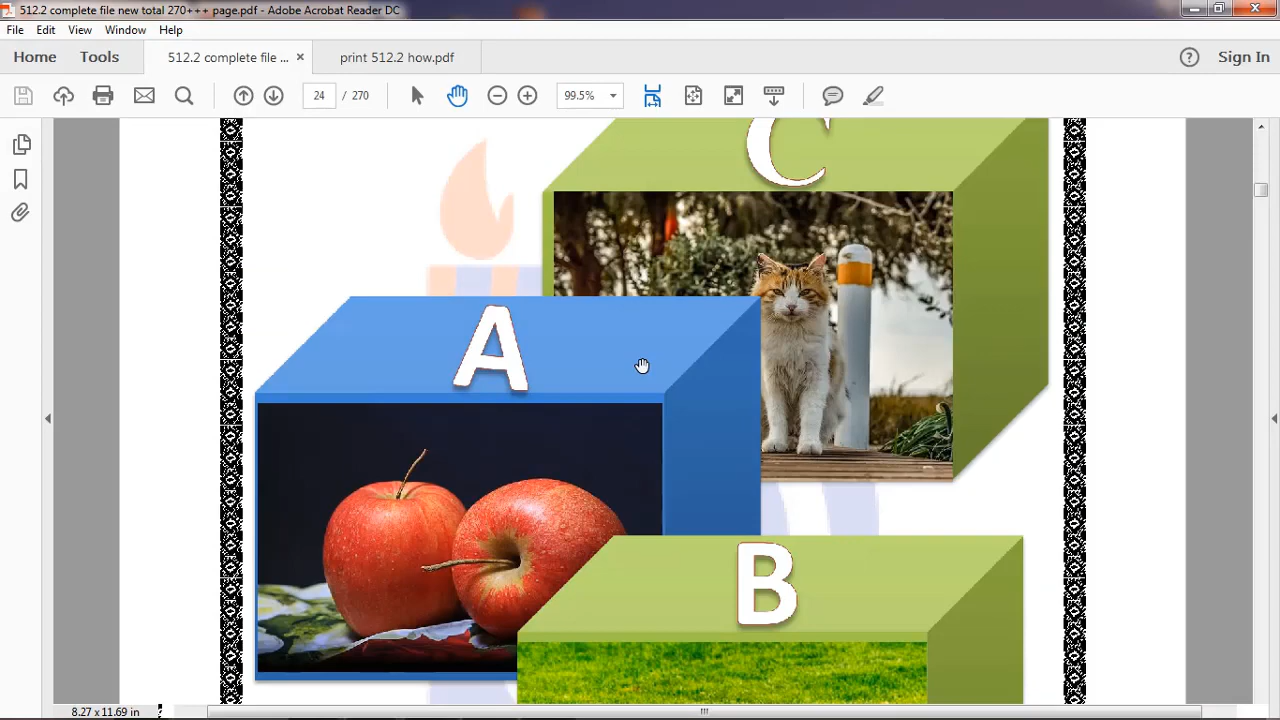 512.2 complete file new total 270+++ page.pdf - Adobe Acrobat Reader DC
File Edit View Window Help
Home Tools 512.2 complete file ... × print 512.2 how.pdf ? Sign In
24 / 270 99.5%
C
A
B
8.27 x 11.69 in